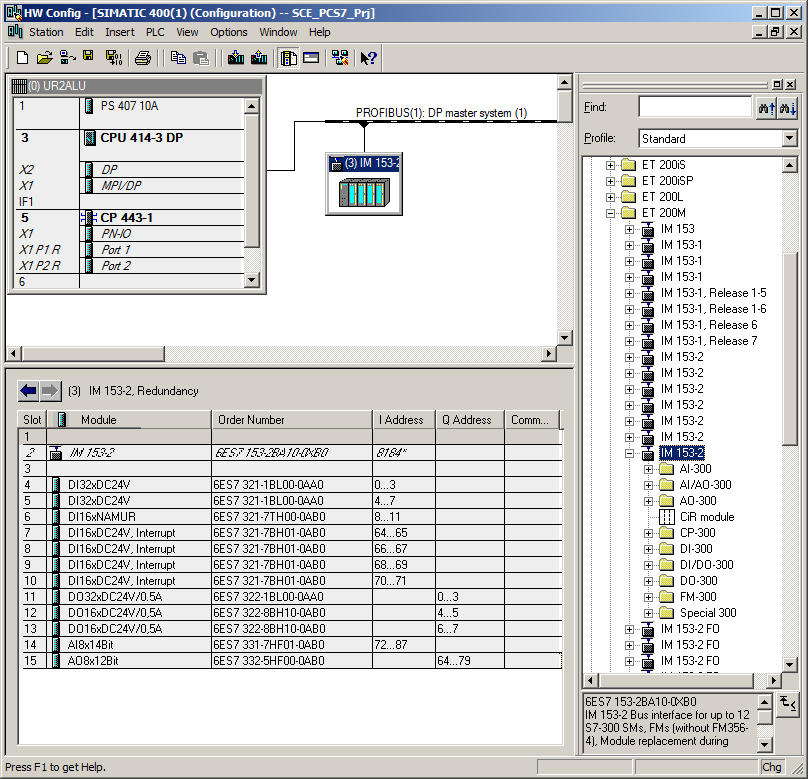 HW Config - [SIMATIC 400(1) (Configuration) -- SCE_PCS7_Prj]
Station Edit Insert PLC View Options Window Help
(0) UR2ALU
1 PS 407 10A
3 CPU 414-3 DP
X2 DP
X1 MPI/DP
IF1
5 CP 443-1
X1 PN-IO
X1 P1 R Port 1
X1 P2 R Port 2
6
PROFIBUS(1): DP master system (1)
(3) IM 153-2
(3) IM 153-2, Redundancy
Slot Module Order Number I Address Q Address Comm...
1
2 IM 153-2 6ES7 153-2BA10-0XB0 8184*
3
4 DI32xDC24V 6ES7 321-1BL00-0AA0 0...3
5 DI32xDC24V 6ES7 321-1BL00-0AA0 4...7
6 DI16xNAMUR 6ES7 321-7TH00-0AB0 8...11
7 DI16xDC24V, Interrupt 6ES7 321-7BH01-0AB0 64...65
8 DI16xDC24V, Interrupt 6ES7 321-7BH01-0AB0 66...67
9 DI16xDC24V, Interrupt 6ES7 321-7BH01-0AB0 68...69
10 DI16xDC24V, Interrupt 6ES7 321-7BH01-0AB0 70...71
11 DO32xDC24V/0.5A 6ES7 322-1BL00-0AA0 0...3
12 DO16xDC24V/0,5A 6ES7 322-8BH10-0AB0 4...5
13 DO16xDC24V/0,5A 6ES7 322-8BH10-0AB0 6...7
14 AI8x14Bit 6ES7 331-7HF01-0AB0 72...87
15 AO8x12Bit 6ES7 332-5HF00-0AB0 64...79
Find:
Profile: Standard
ET 200iS
ET 200iSP
ET 200L
ET 200M
IM 153
IM 153-1
IM 153-1
IM 153-1
IM 153-1, Release 1-5
IM 153-1, Release 1-6
IM 153-1, Release 6
IM 153-1, Release 7
IM 153-2
IM 153-2
IM 153-2
IM 153-2
IM 153-2
IM 153-2
IM 153-2
AI-300
AI/AO-300
AO-300
CiR module
CP-300
DI-300
DI/DO-300
DO-300
FM-300
Special 300
IM 153-2 FO
IM 153-2 FO
IM 153-2 FO
6ES7 153-2BA10-0XB0
IM 153-2 Bus interface for up to 12
S7-300 SMs, FMs (without FM356-
4), Module replacement during
Press F1 to get Help.
Chg